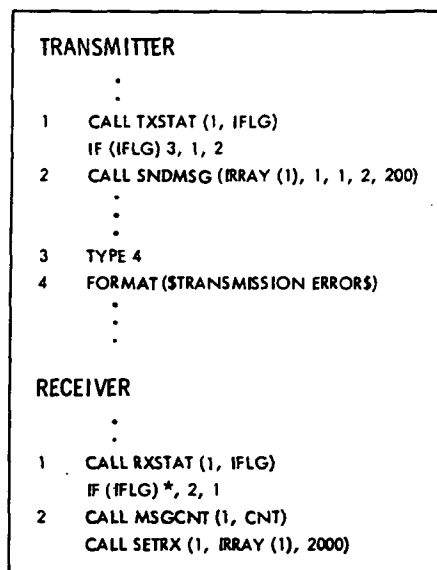 TRANSMITTER
.
.
1 CALL TXSTAT (1, IFLG)
IF (IFLG) 3, 1, 2
2 CALL SNDMSG (IRRAY (1), 1, 1, 2, 200)
.
.
.
3 TYPE 4
4 FORMAT ($TRANSMISSION ERROR$)
.
.
.
RECEIVER
.
.
1 CALL RXSTAT (1, IFLG)
IF (IFLG) *, 2, 1
2 CALL MSGCNT (1, CNT)
CALL SETRX (1, IRRAY (1), 2000)